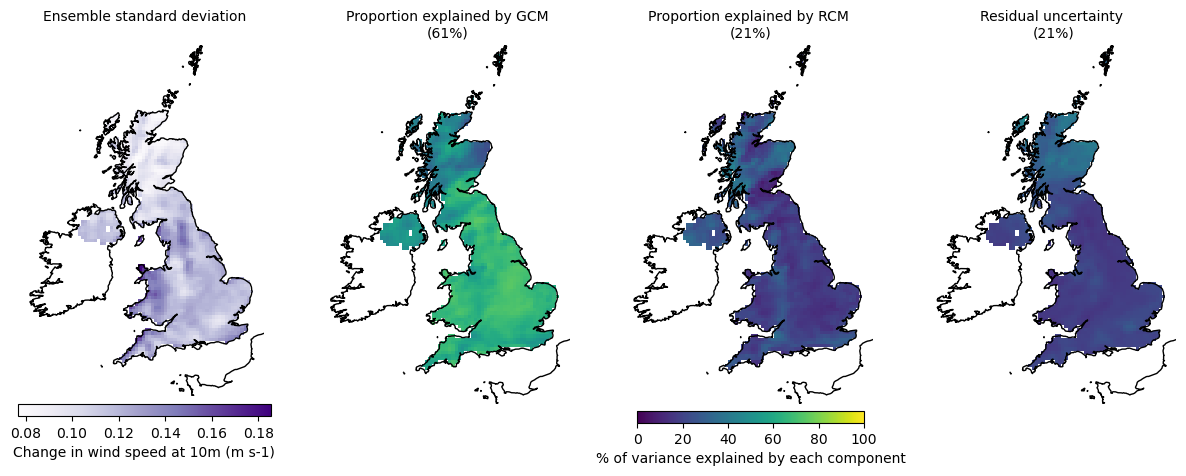 Ensemble standard deviation
Proportion explained by GCM
(61%)
Proportion explained by RCM
(21%)
Residual uncertainty
(21%)
0.08 0.10 0.12 0.14 0.16 0.18
Change in wind speed at 10m (m s-1)
0 20 40 60 80 100
% of variance explained by each component